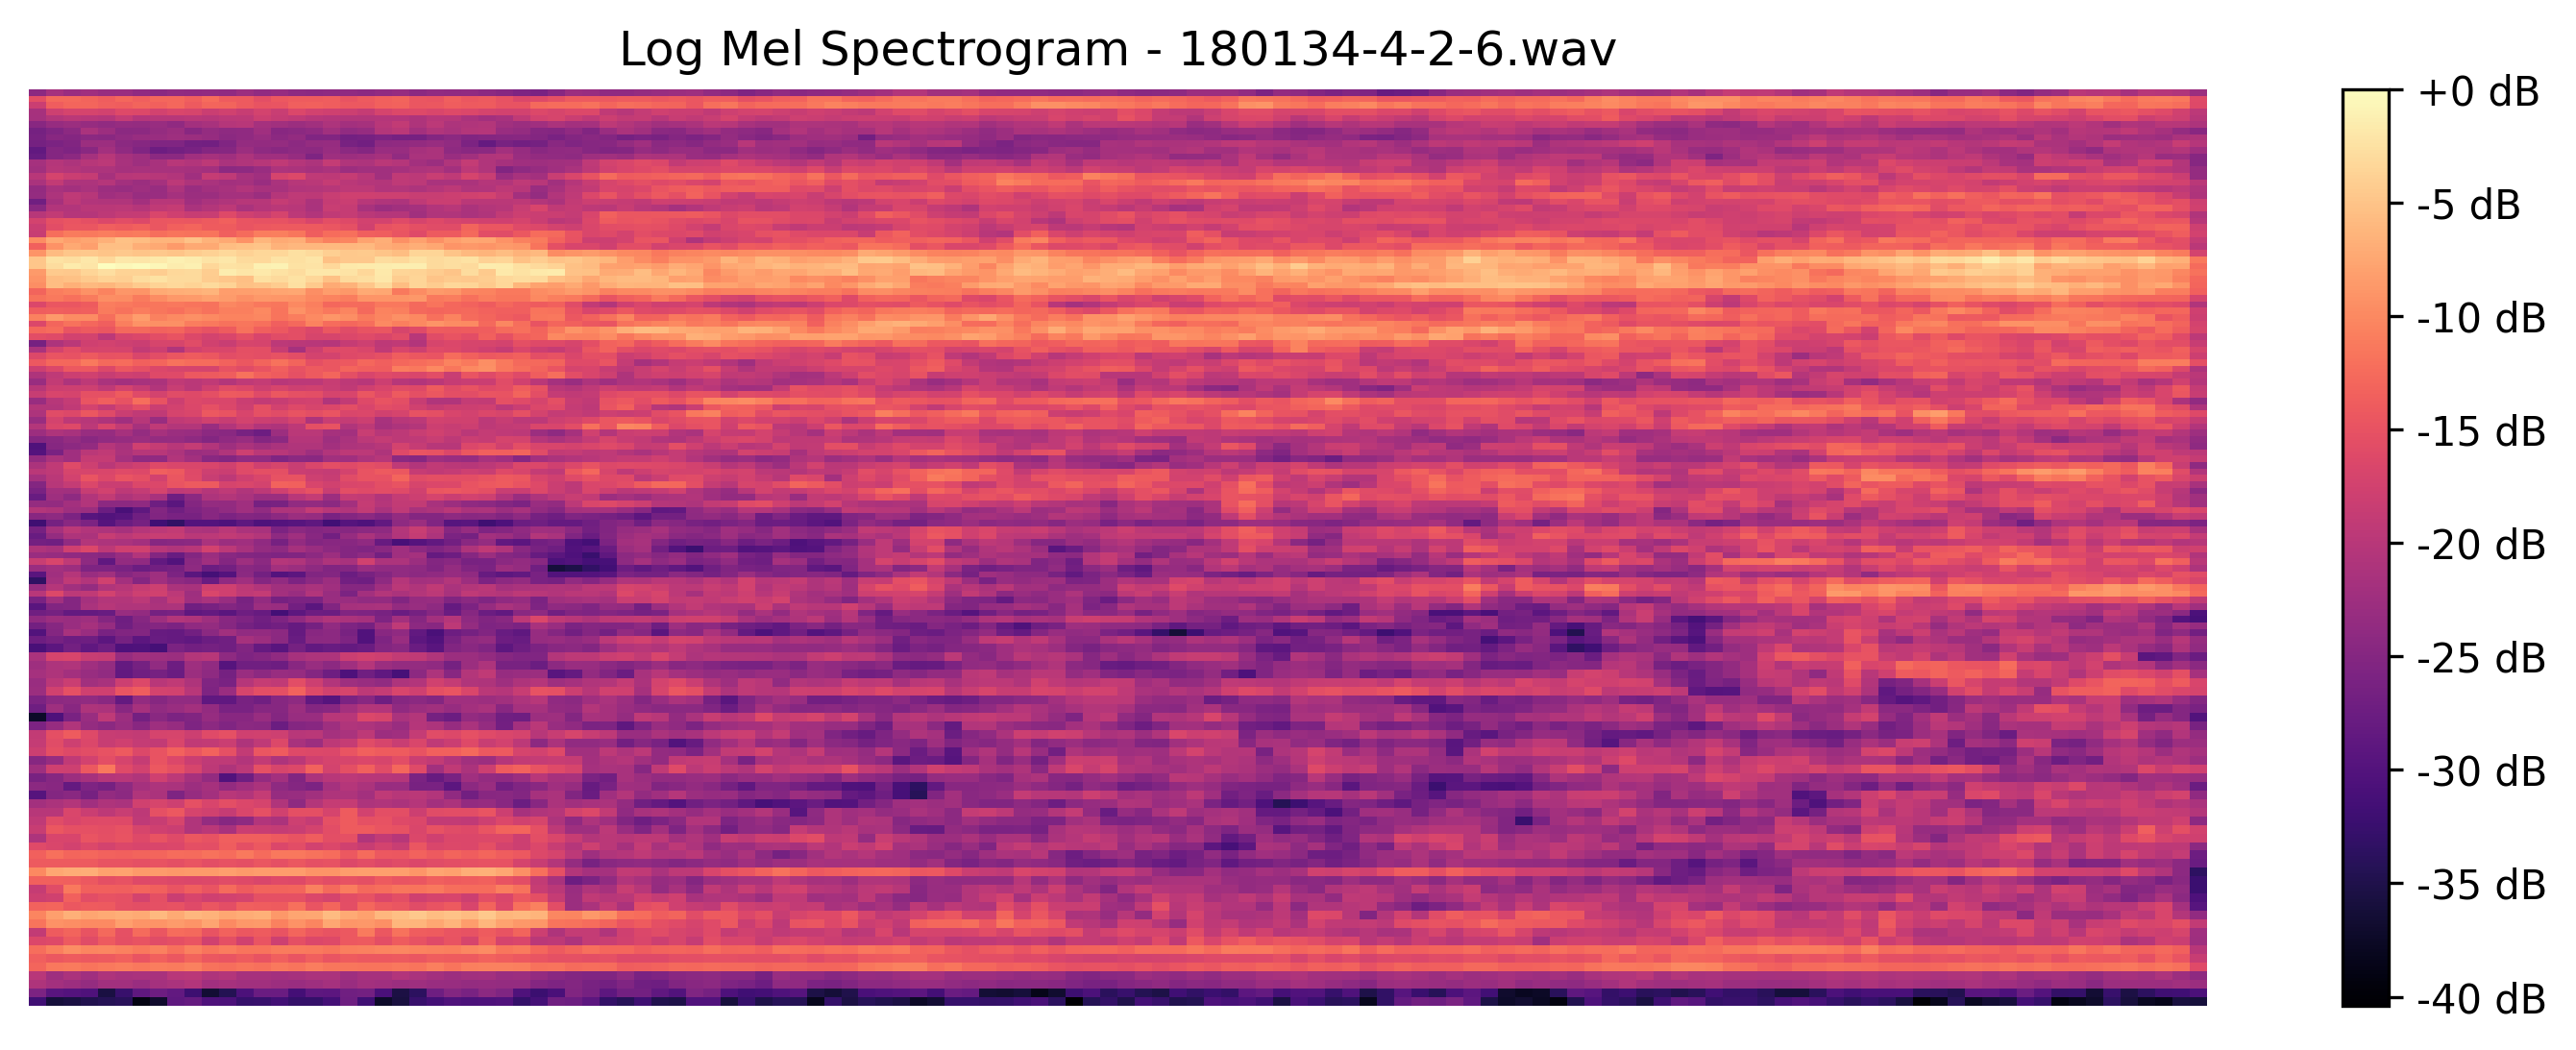 Log Mel Spectrogram - 180134-4-2-6.wav
+0 dB
-5 dB
-10 dB
-15 dB
-20 dB
-25 dB
-30 dB
-35 dB
-40 dB